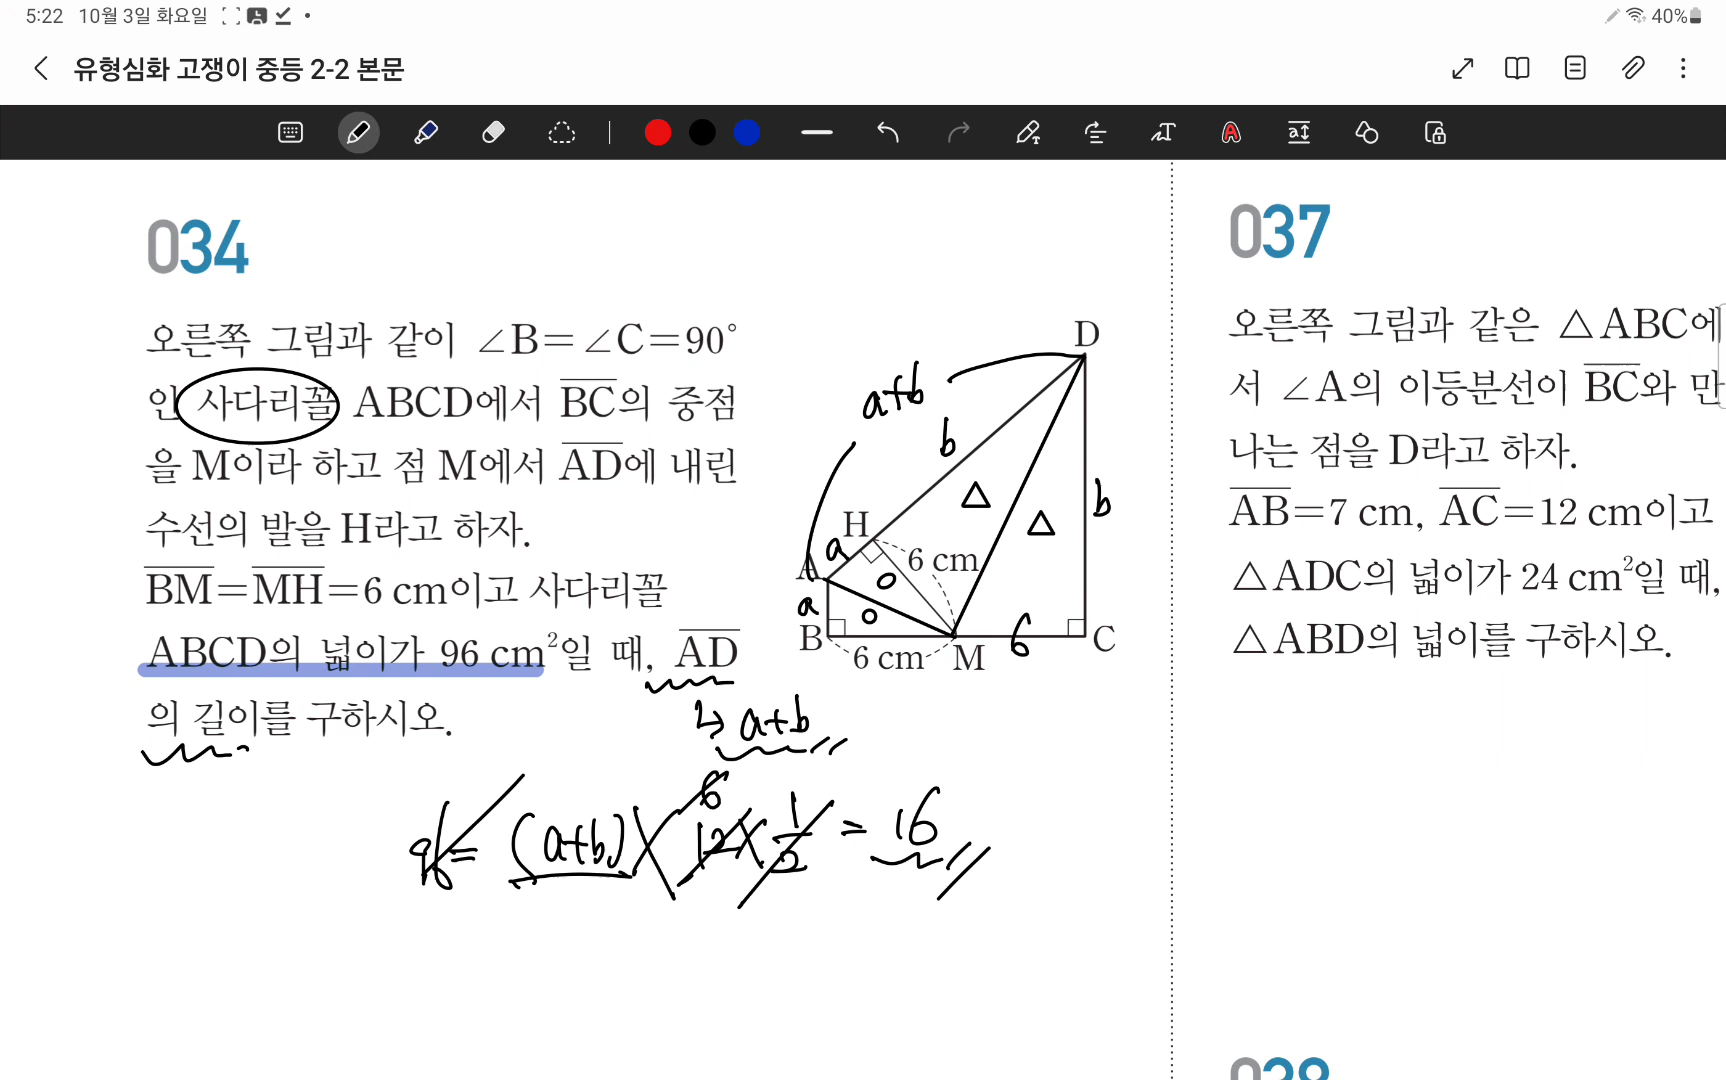 5:22 10월 3일 화요일
40%
유형심화 고쟁이 중등 2-2 본문
034
오른쪽 그림과 같이 ∠B=∠C=90°
인 사다리꼴 ABCD에서 BC의 중점
을 M이라 하고 점 M에서 AD에 내린
수선의 발을 H라고 하자.
BM=MH=6 cm이고 사다리꼴
ABCD의 넓이가 96 cm²일 때, AD
의 길이를 구하시오.
D
a+b
b
△
△
b
H
a
6 cm
A
a
B
6 cm
M
6
C
↳ a+b
96 = (a+b) × 12 × 1/2 = 16
6
037
오른쪽 그림과 같은 △ABC에
서 ∠A의 이등분선이 BC와 만
나는 점을 D라고 하자.
AB=7 cm, AC=12 cm이고
△ADC의 넓이가 24 cm²일 때,
△ABD의 넓이를 구하시오.